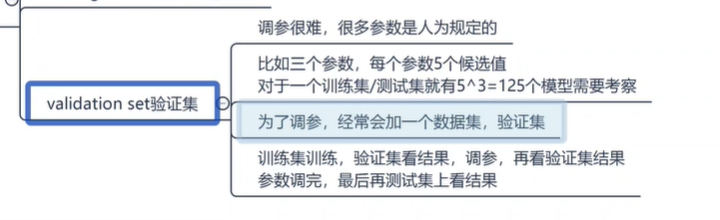 调参很难，很多参数是人为规定的
比如三个参数，每个参数5个候选值
对于一个训练集/测试集就有5^3=125个模型需要考察
validation set验证集
为了调参，经常会加一个数据集，验证集
训练集训练，验证集看结果，调参，再看验证集结果
参数调完，最后再测试集上看结果